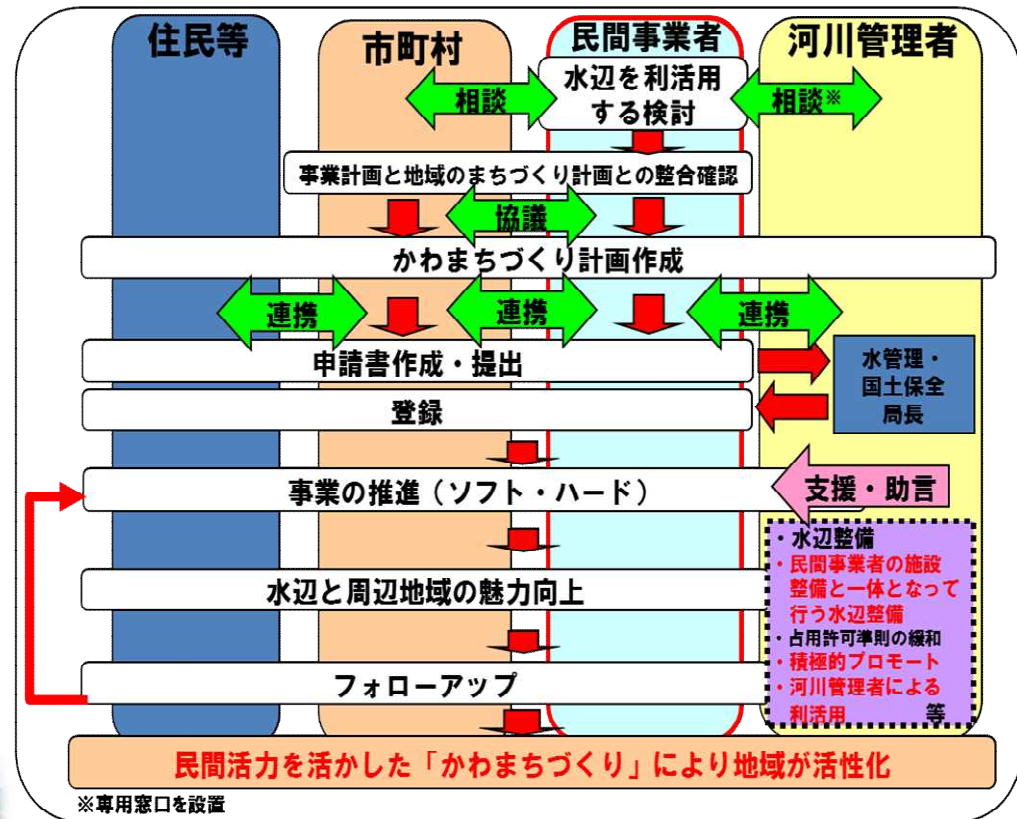 住民等
市町村
民間事業者
河川管理者
相談
水辺を利活用
する検討
相談※
事業計画と地域のまちづくり計画との整合確認
協議
かわまちづくり計画作成
連携
連携
連携
申請書作成・提出
水管理・
国土保全
局長
登録
事業の推進（ソフト・ハード）
支援・助言
・水辺整備
・民間事業者の施設
整備と一体となって
行う水辺整備
・占用許可準則の緩和
・積極的プロモート
・河川管理者による
利活用 等
水辺と周辺地域の魅力向上
フォローアップ
民間活力を活かした「かわまちづくり」により地域が活性化
※専用窓口を設置